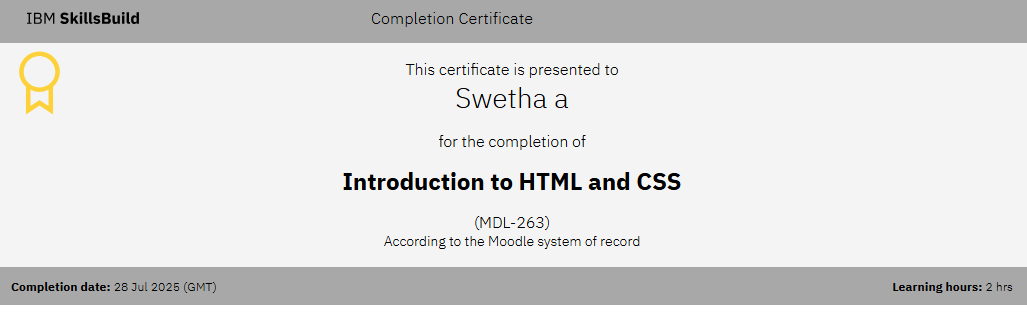 IBM SkillsBuild
Completion Certificate
This certificate is presented to
Swetha a
for the completion of
Introduction to HTML and CSS
(MDL-263)
According to the Moodle system of record
Completion date: 28 Jul 2025 (GMT)
Learning hours: 2 hrs